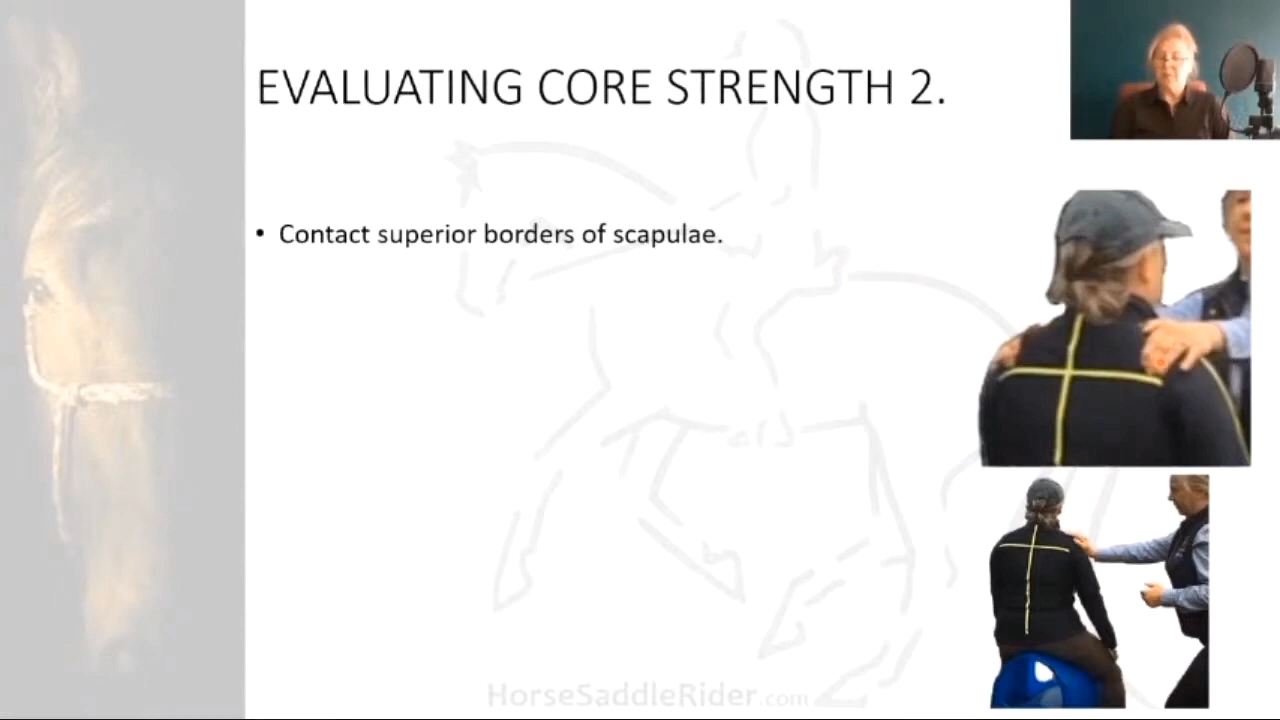 EVALUATING CORE STRENGTH 2.
• Contact superior borders of scapulae.
HorseSaddleRider.com